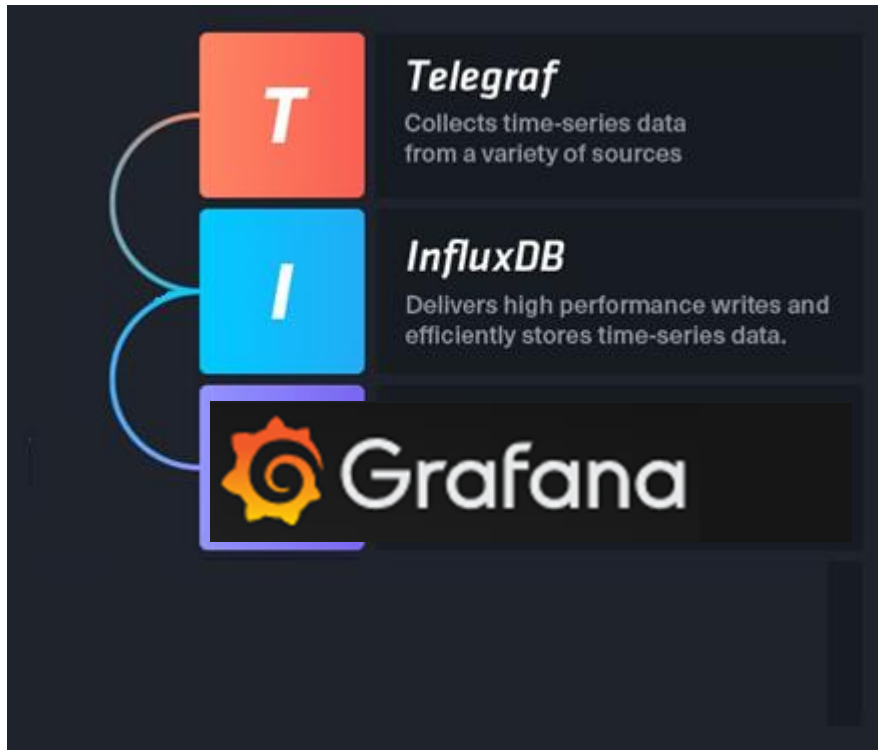 T
Telegraf
Collects time-series data
from a variety of sources
I
InfluxDB
Delivers high performance writes and
efficiently stores time-series data.
Grafana